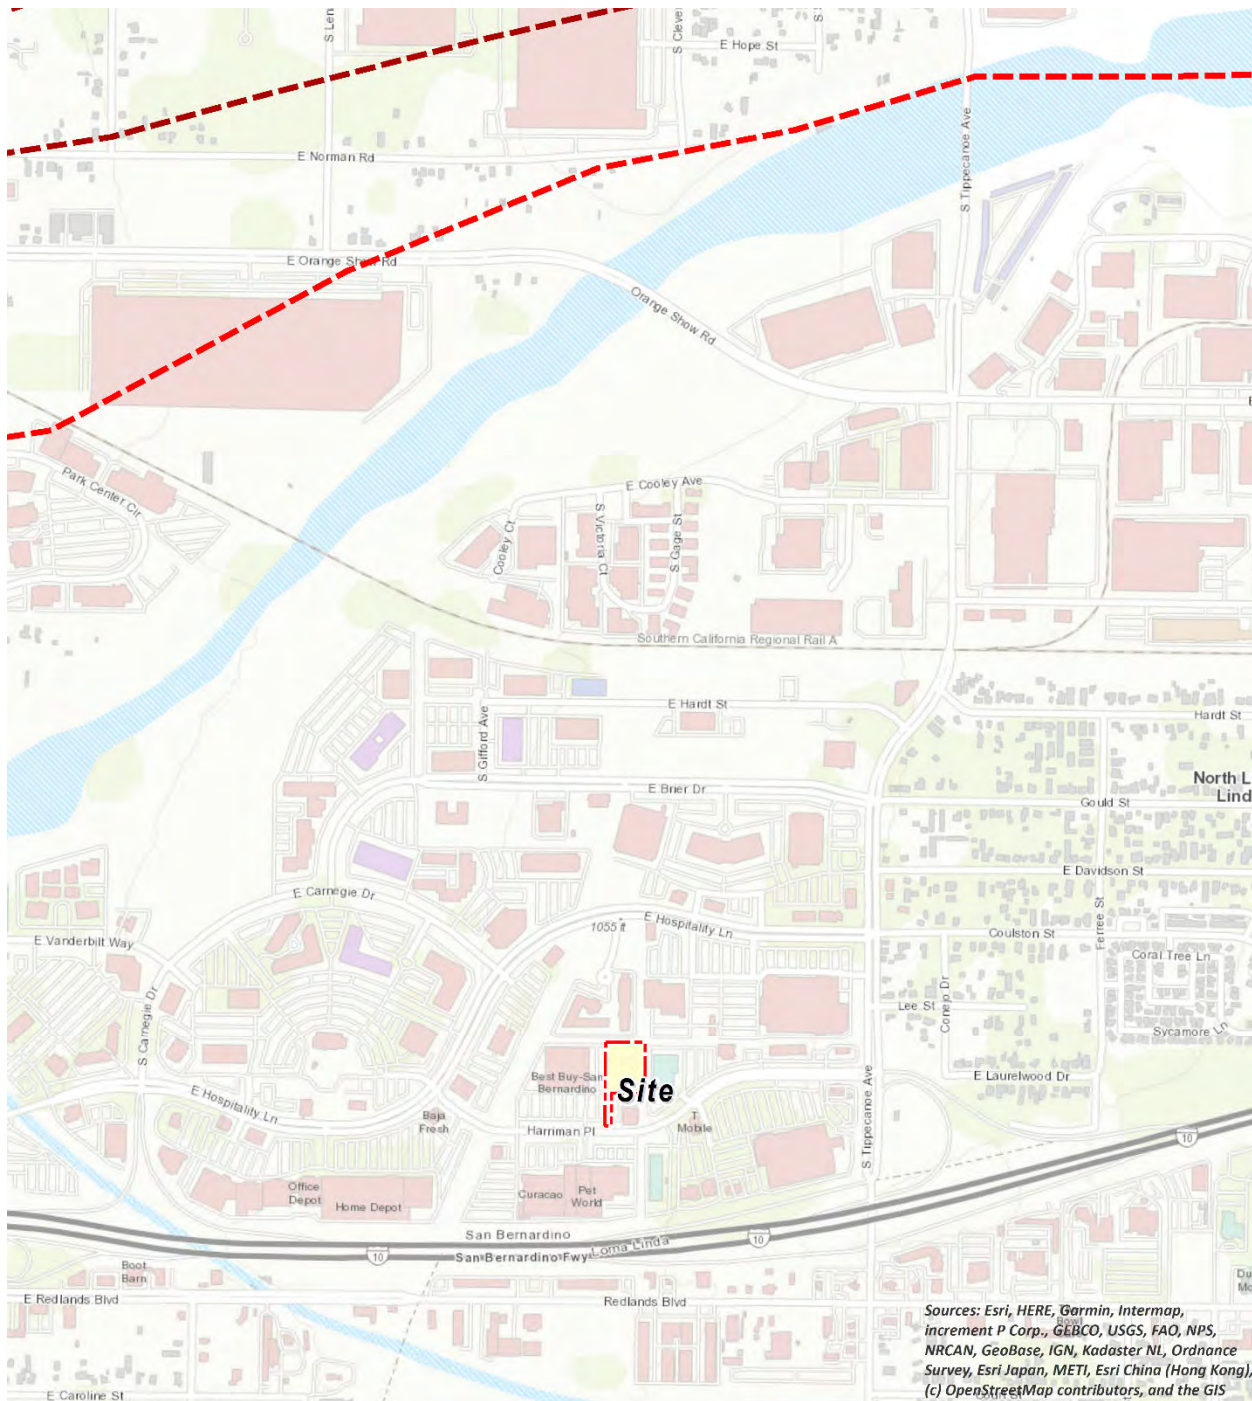 S Len
S Cleve
E Hope St
E Norman Rd
S Tippecanoe Ave
E Orange Show Rd
Orange Show Rd
Park Center Cir
E Cooley Ave
Cooley Ct
S Victoria Ct
S Gage St
Southern California Regional Rail A
E Hardt St
Hardt St
S Gifford Ave
North L
Lind
E Brier Dr
Gould St
E Davidson St
E Carnegie Dr
Ferree St
1055 ft
E Hospitality Ln
E Vanderbilt Way
Coulston St
Coral Tree Ln
Conejo Dr
Lee St
S Carnegie Dr
Sycamore Ln
Best Buy-San
Bernardino
Site
E Laurelwood Dr
S Tippecanoe Ave
E Hospitality Ln
Baja
Fresh
Harriman Pl
T
Mobile
10
Office
Depot
Home Depot
Curacao
Pet
World
San Bernardino
Loma Linda
10
10
San Bernardino Fwy
Boot
Barn
Du
Mo
E Redlands Blvd
Redlands Blvd
Bowl
Sources: Esri, HERE, Garmin, Intermap,
increment P Corp., GEBCO, USGS, FAO, NPS,
NRCAN, GeoBase, IGN, Kadaster NL, Ordnance
Survey, Esri Japan, METI, Esri China (Hong Kong),
(c) OpenStreetMap contributors, and the GIS
E Caroline St
Court St